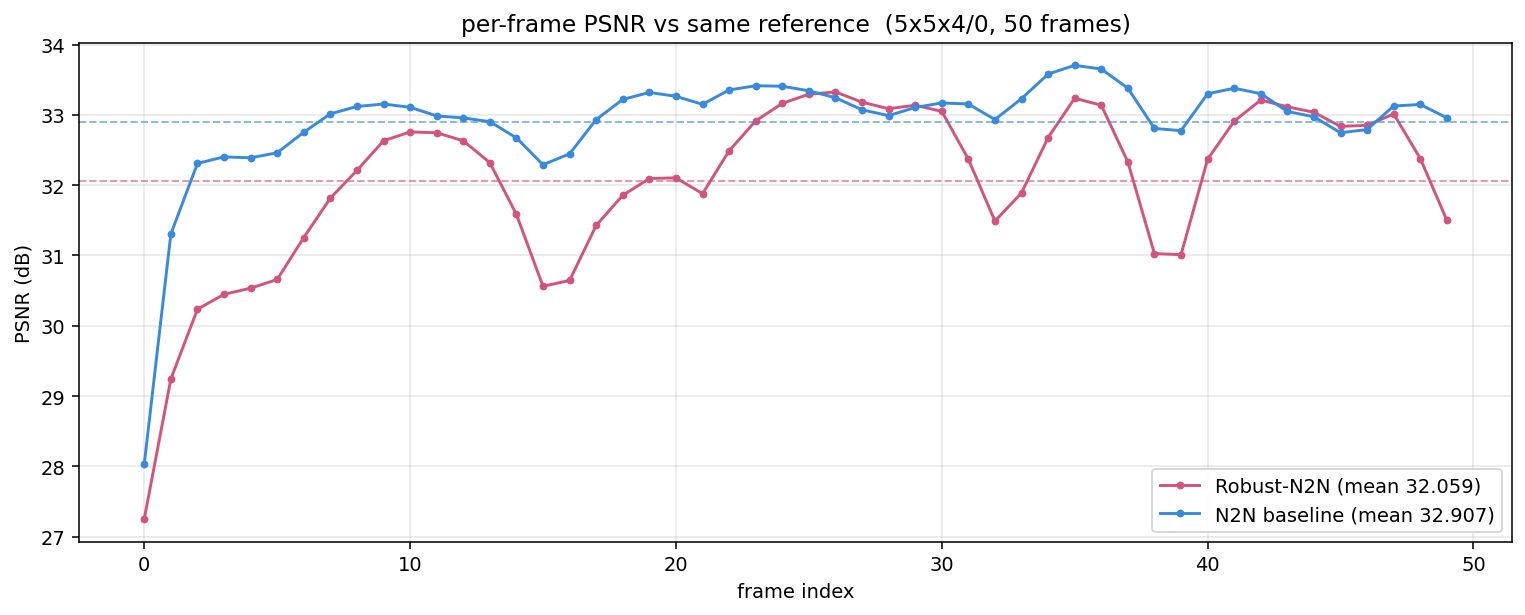 per-frame PSNR vs same reference  (5x5x4/0, 50 frames)
34
33
32
31
30
29
28
27
PSNR (dB)
0
10
20
30
40
50
frame index
Robust-N2N (mean 32.059)
N2N baseline (mean 32.907)